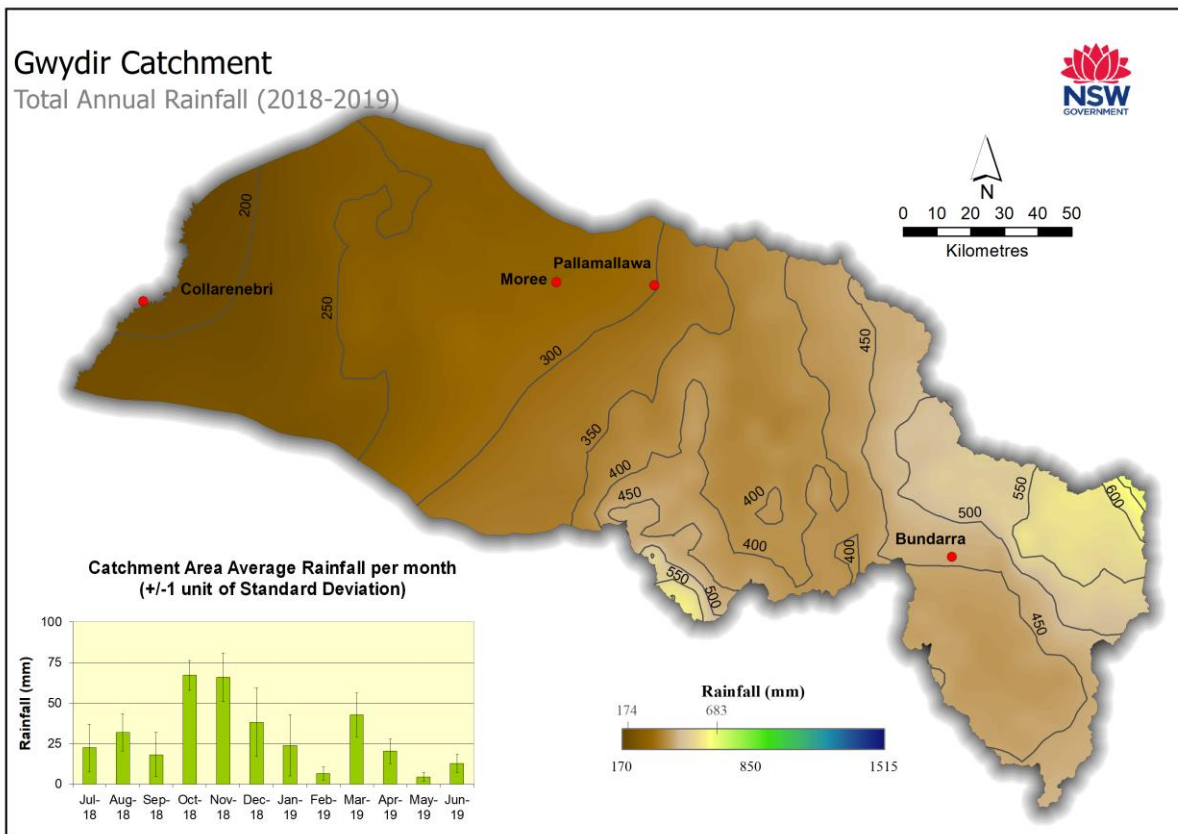 Gwydir Catchment
Total Annual Rainfall (2018-2019)
NSW
GOVERNMENT
N
0 10 20 30 40 50
Kilometres
200
Collarenebri
250
Moree
Pallamallawa
300
350
400
450
400
400
400
450
550
500
550
600
500
Bundarra
450
Catchment Area Average Rainfall per month
(+/-1 unit of Standard Deviation)
Rainfall (mm)
100
75
50
25
0
Jul-18 Aug-18 Sep-18 Oct-18 Nov-18 Dec-18 Jan-19 Feb-19 Mar-19 Apr-19 May-19 Jun-19
Rainfall (mm)
174 683
170 850 1515